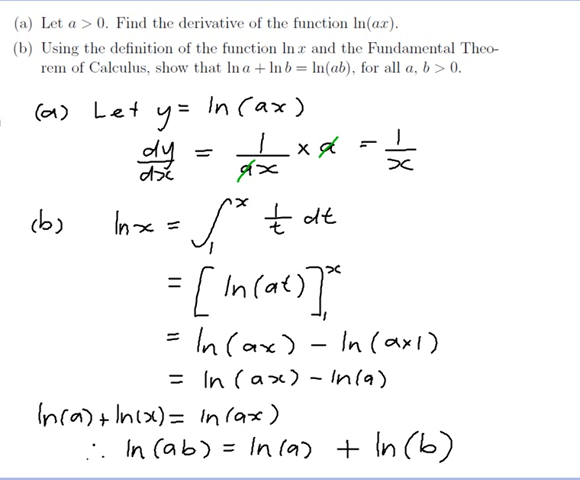 (a) Let a > 0. Find the derivative of the function ln(ax).
(b) Using the definition of the function ln x and the Fundamental Theo-
rem of Calculus, show that ln a + ln b = ln(ab), for all a, b > 0.
(a) Let y = ln(ax)
dy/dx = 1/(ax) × a = 1/x
(b) ln x = ∫₁ˣ 1/t dt
= [ln(at)]₁ˣ
= ln(ax) − ln(a×1)
= ln(ax) − ln(a)
ln(a) + ln(x) = ln(ax)
∴ ln(ab) = ln(a) + ln(b)